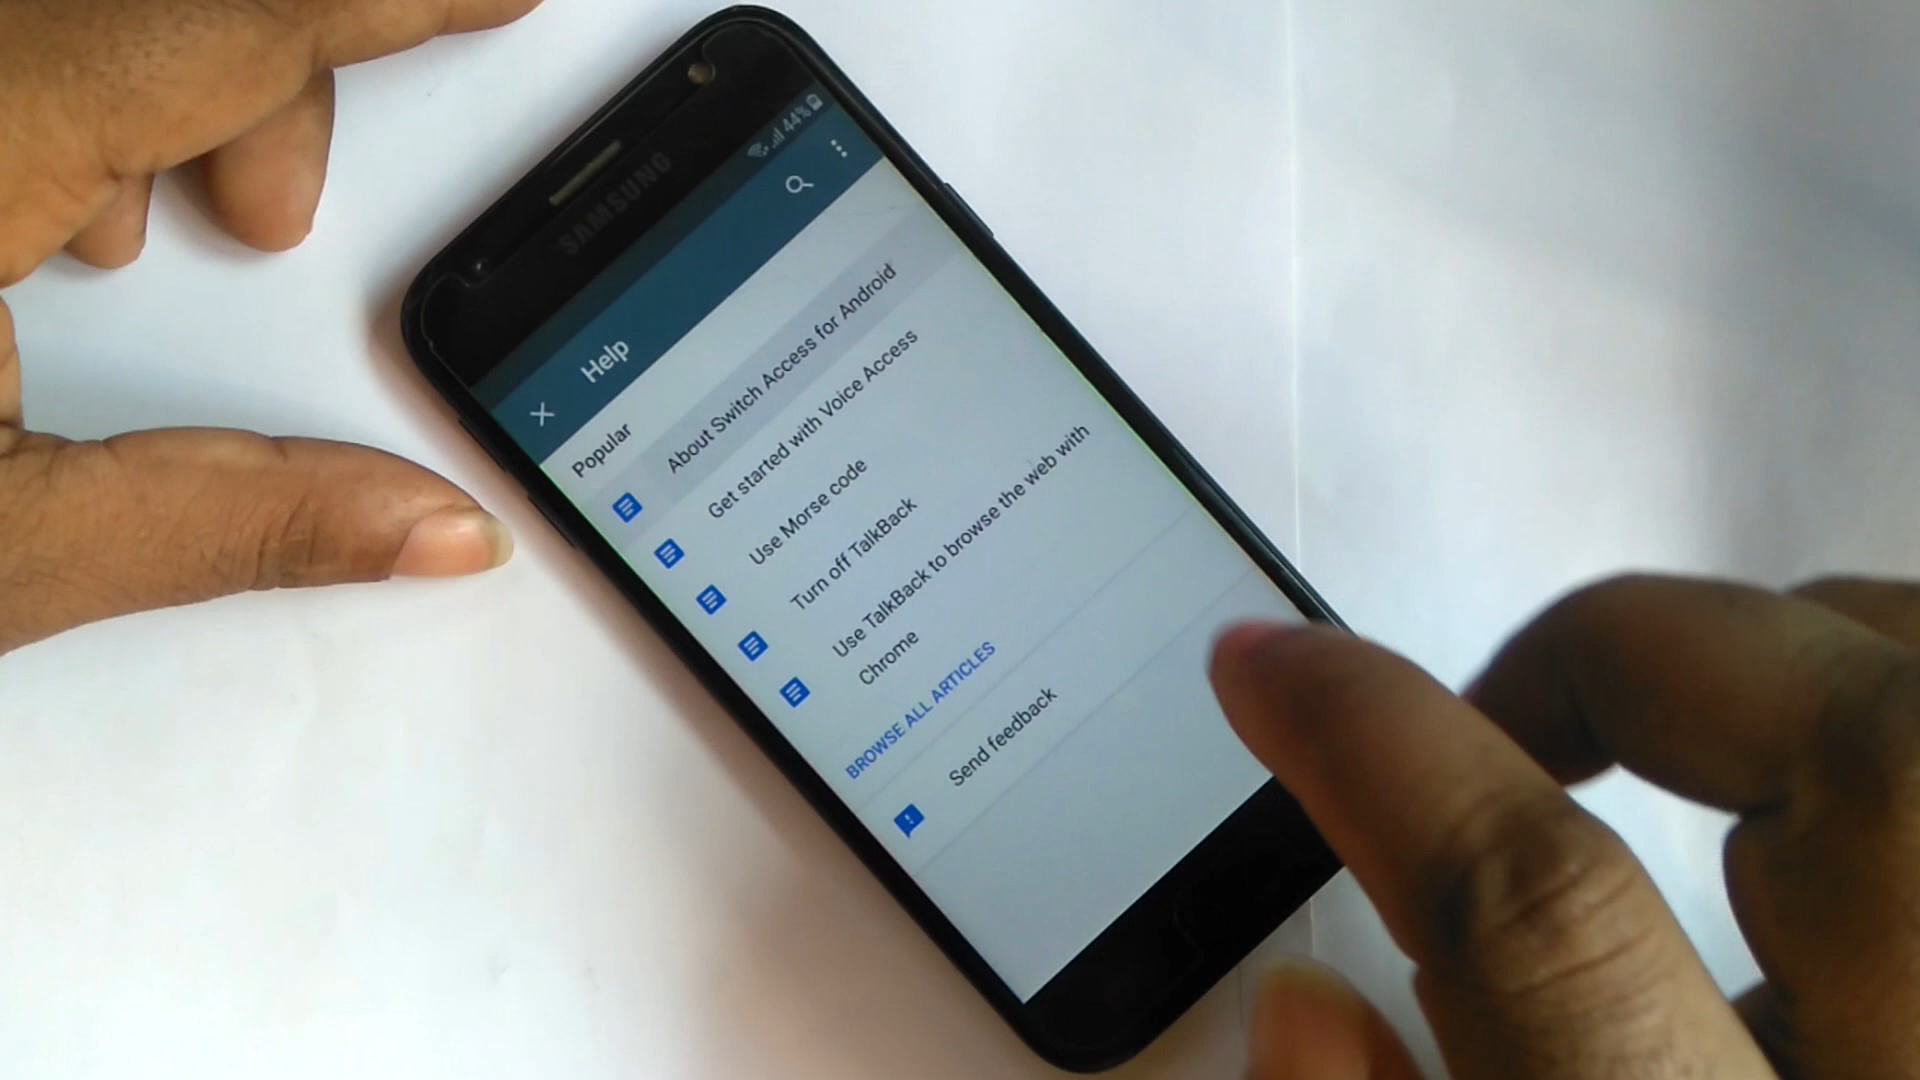 SAMSUNG
44%
Help
Popular
About Switch Access for Android
Get started with Voice Access
Use Morse code
Turn off TalkBack
Use TalkBack to browse the web with
Chrome
BROWSE ALL ARTICLES
Send feedback